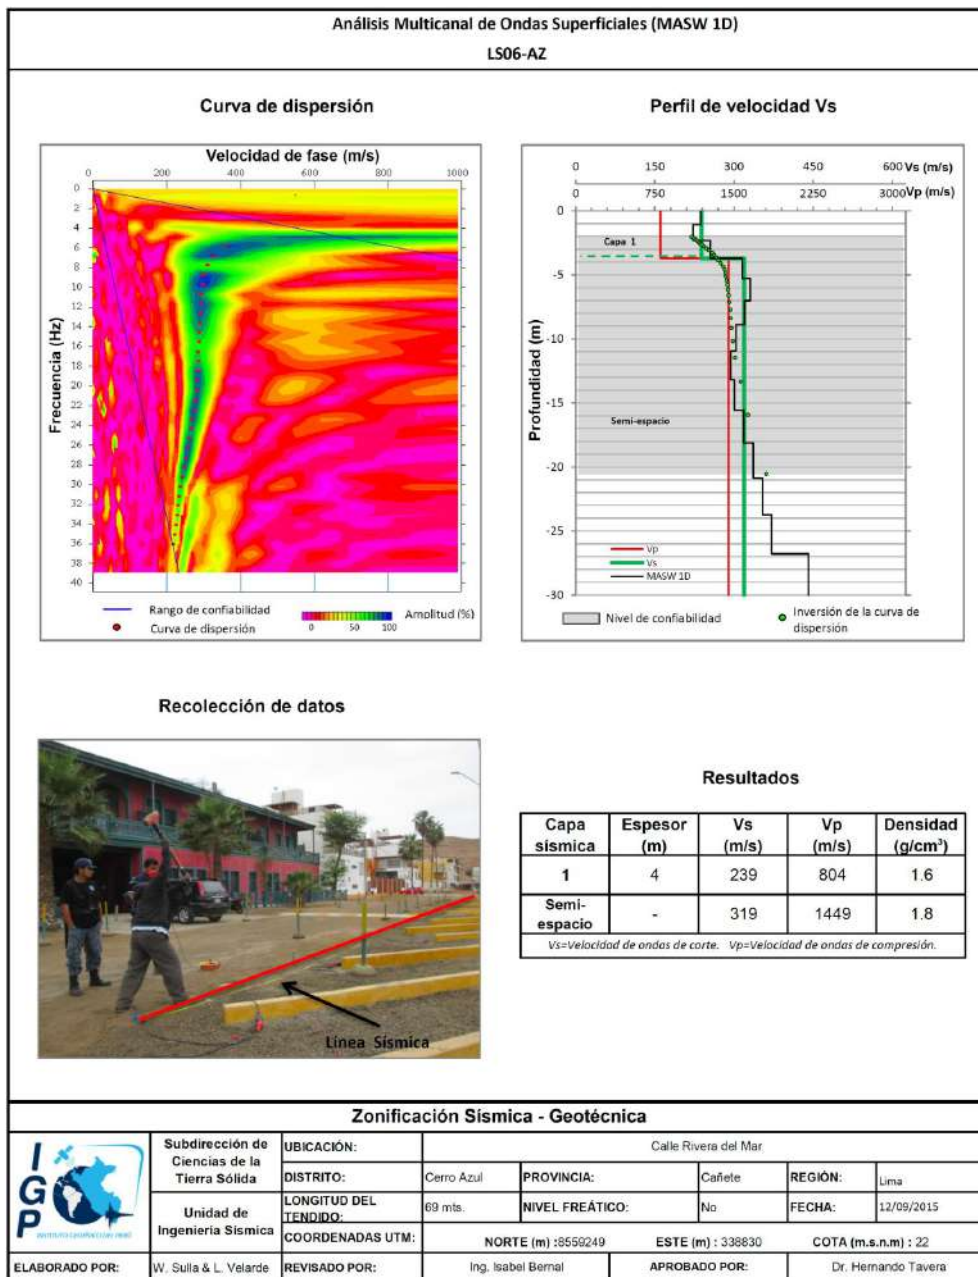 Análisis Multicanal de Ondas Superficiales (MASW 1D)
LS06-AZ
Curva de dispersión
Velocidad de fase (m/s)
0 200 400 600 800 1000
Frecuencia (Hz)
0
2
4
6
8
10
12
14
16
18
20
22
24
26
28
30
32
34
36
38
40
Rango de confiabilidad
Curva de dispersión
Amplitud (%)
0 50 100
Perfil de velocidad Vs
0 150 300 450 600 Vs (m/s)
0 750 1500 2250 3000 Vp (m/s)
Profundidad (m)
0
-5
-10
-15
-20
-25
-30
Capa 1
Semi-espacio
Vp
Vs
MASW 1D
Nivel de confiabilidad
Inversión de la curva de
dispersión
Recolección de datos
Línea Sísmica
Resultados
Capa sísmica Espesor (m) Vs (m/s) Vp (m/s) Densidad (g/cm³)
1 4 239 804 1.6
Semi-espacio - 319 1449 1.8
Vs=Velocidad de ondas de corte. Vp=Velocidad de ondas de compresión.
Zonificación Sísmica - Geotécnica
IGP
INSTITUTO GEOFÍSICO DEL PERÚ
Subdirección de
Ciencias de la
Tierra Sólida
Unidad de
Ingeniería Sísmica
UBICACIÓN: Calle Rivera del Mar
DISTRITO: Cerro Azul PROVINCIA: Cañete REGIÓN: Lima
LONGITUD DEL TENDIDO: 69 mts. NIVEL FREÁTICO: No FECHA: 12/09/2015
COORDENADAS UTM: NORTE (m) :8559249 ESTE (m) : 338830 COTA (m.s.n.m) : 22
ELABORADO POR: W. Sulla & L. Velarde REVISADO POR: Ing. Isabel Bernal APROBADO POR: Dr. Hernando Tavera